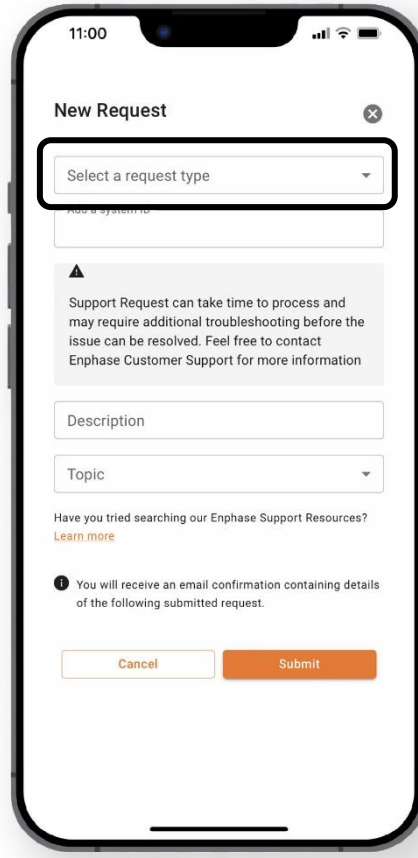 11:00
New Request
Select a request type
Add a system ID
Support Request can take time to process and
may require additional troubleshooting before the
issue can be resolved. Feel free to contact
Enphase Customer Support for more information
Description
Topic
Have you tried searching our Enphase Support Resources?
Learn more
You will receive an email confirmation containing details
of the following submitted request.
Cancel
Submit